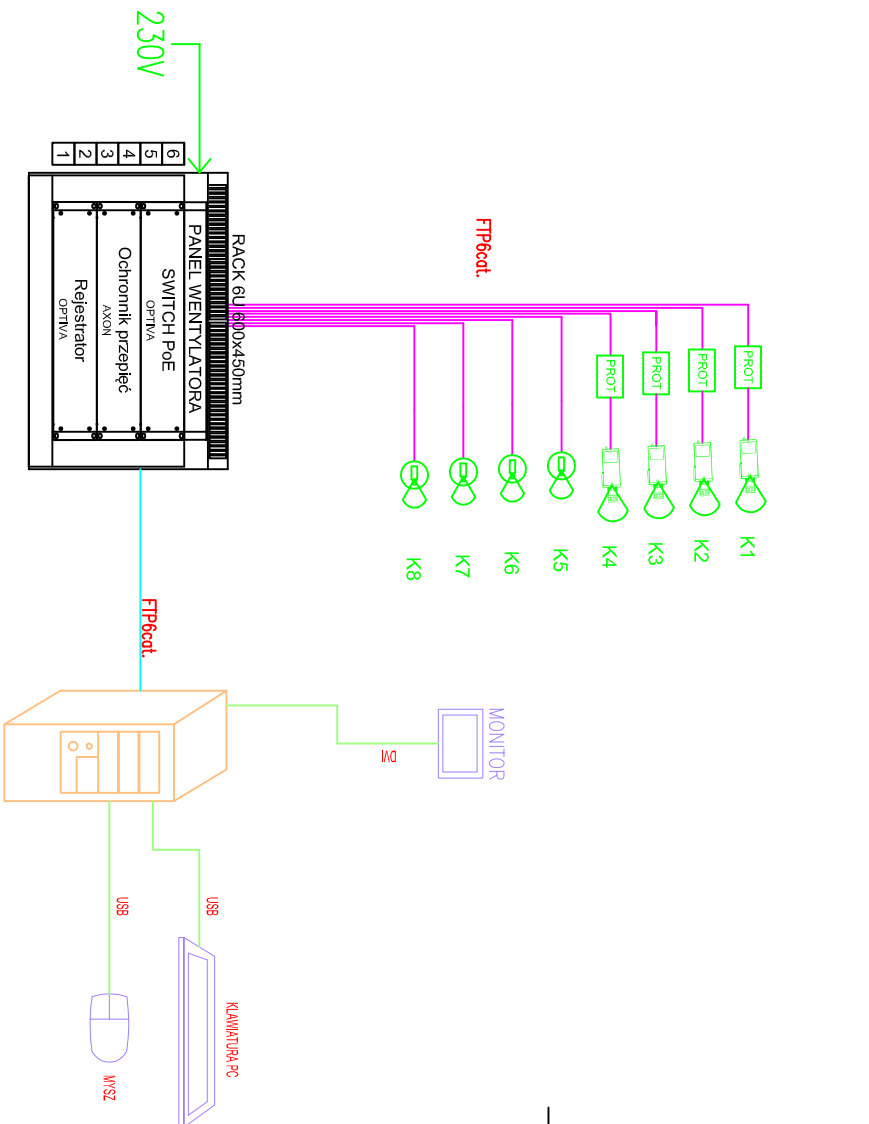 230V
6
5
4
3
2
1
RACK 6U 600x450mm
PANEL WENTYLATORA
SWITCH PoE
OPTIVA
Ochronnik przepięć
AXON
Rejestrator
OPTIVA
FTP6cat.
PROT
PROT
PROT
PROT
K1
K2
K3
K4
K5
K6
K7
K8
FTP6cat.
MONITOR
DVI
USB
USB
KLAWIATURA PC
MYSZ